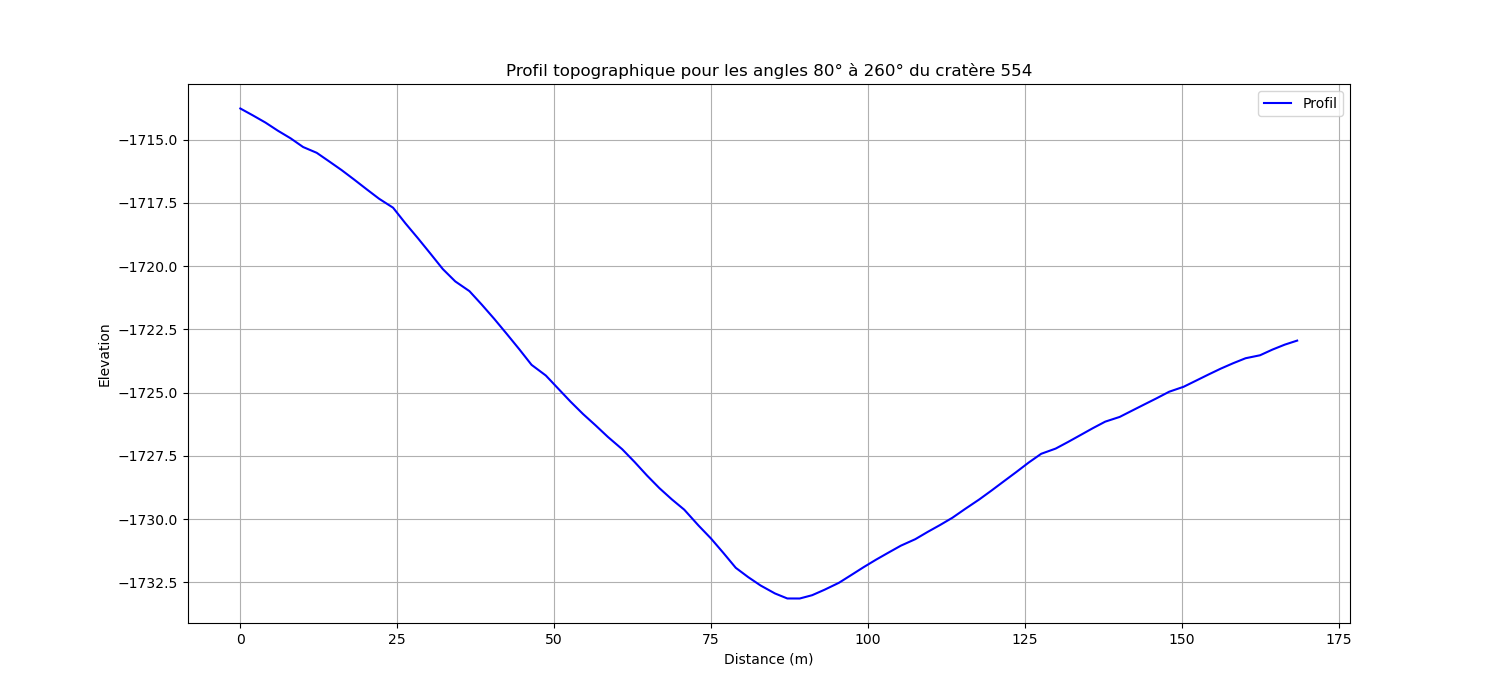 Profil topographique pour les angles 80° à 260° du cratère 554
Profil
−1715.0
−1717.5
−1720.0
−1722.5
−1725.0
−1727.5
−1730.0
−1732.5
Elevation
0 25 50 75 100 125 150 175
Distance (m)